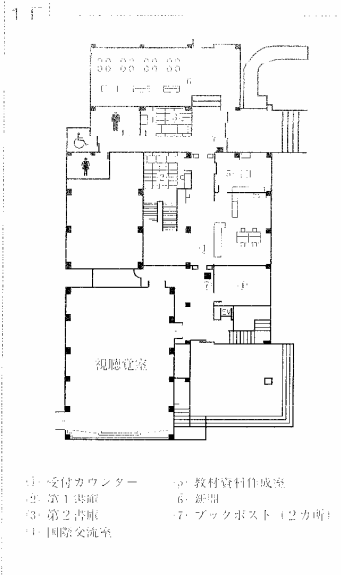 1F
6
7
5
2
1
7
4
EV
視聴覚室
(1) 受付カウンター
(2) 第1書庫
(3) 第2書庫
(4) 国際交流室
(5) 教材資料作成室
(6) 新聞
(7) ブックポスト（2カ所）